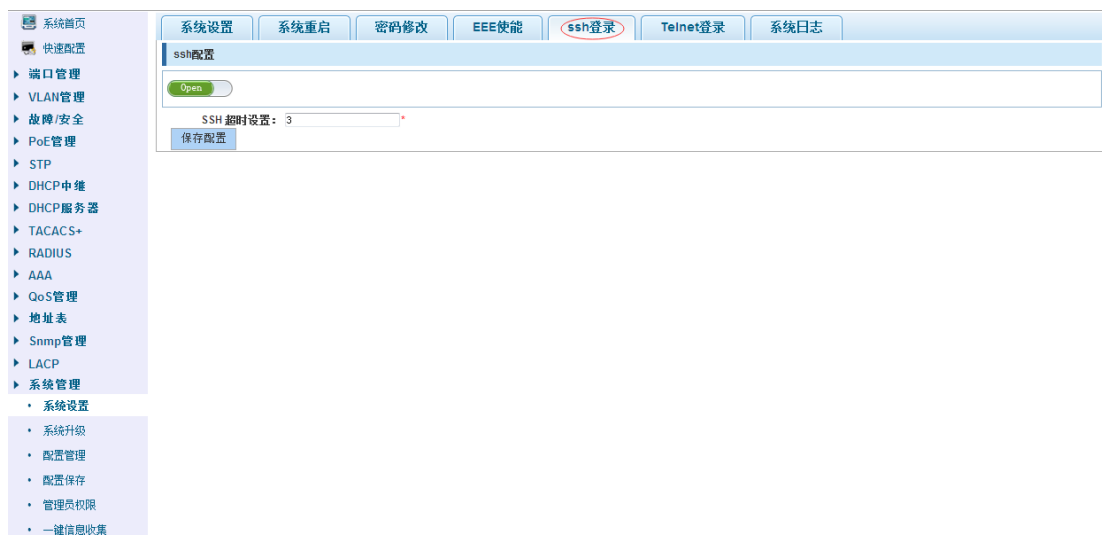 系统首页
快速配置
端口管理
VLAN管理
故障/安全
PoE管理
STP
DHCP中继
DHCP服务器
TACACS+
RADIUS
AAA
QoS管理
地址表
Snmp管理
LACP
系统管理
系统设置
系统升级
配置管理
配置保存
管理员权限
一键信息收集
系统设置 系统重启 密码修改 EEE使能 ssh登录 Telnet登录 系统日志
ssh配置
Open
SSH 超时设置： 3 *
保存配置